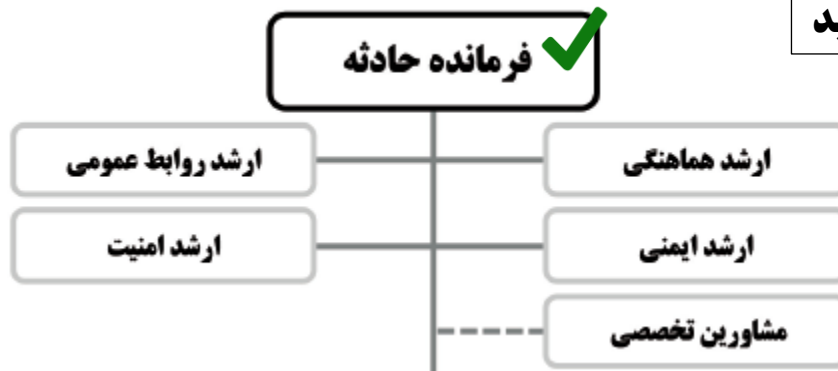 فرمانده حادثه
ارشد هماهنگی
ارشد روابط عمومی
ارشد ایمنی
ارشد امنیت
مشاورین تخصصی